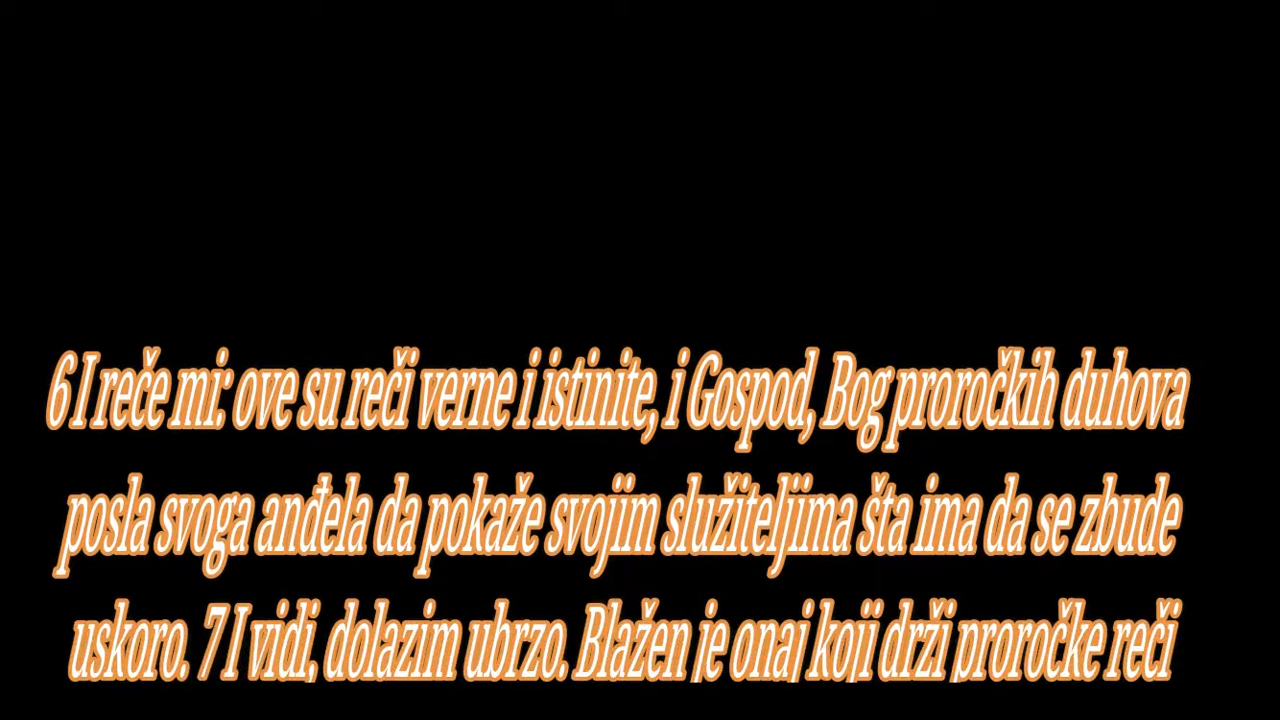 6 I reče mi: ove su reči verne i istinite, i Gospod, Bog proročkih duhova
posla svoga anđela da pokaže svojim služiteljima šta ima da se zbude
uskoro. 7 I vidi, dolazim ubrzo. Blažen je onaj koji drži proročke reči